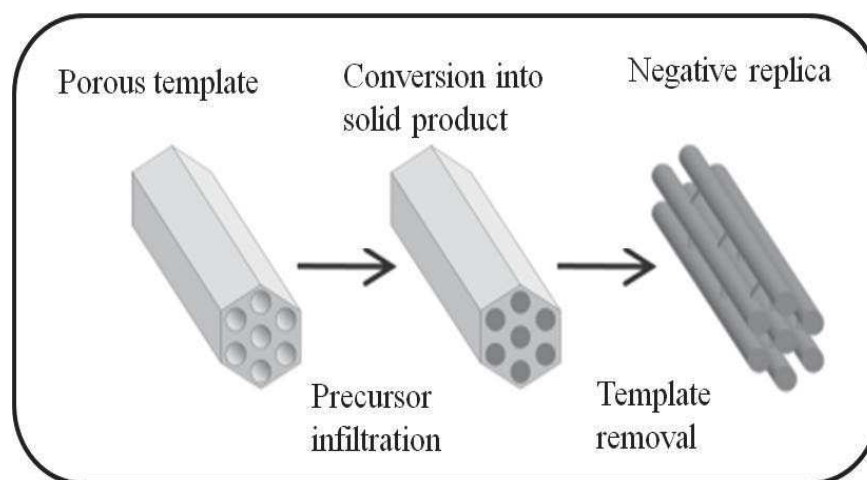 Porous template
Conversion into
solid product
Negative replica
Precursor
infiltration
Template
removal